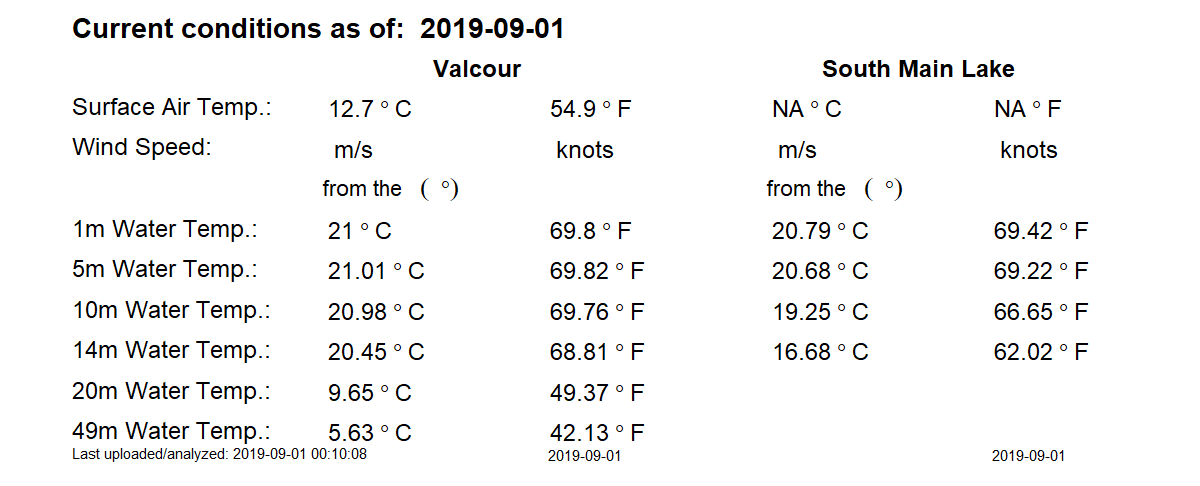 Current conditions as of:  2019-09-01
Valcour South Main Lake
Surface Air Temp.: 12.7 ° C 54.9 ° F NA ° C NA ° F
Wind Speed: m/s knots m/s knots
from the ( °) from the ( °)
1m Water Temp.: 21 ° C 69.8 ° F 20.79 ° C 69.42 ° F
5m Water Temp.: 21.01 ° C 69.82 ° F 20.68 ° C 69.22 ° F
10m Water Temp.: 20.98 ° C 69.76 ° F 19.25 ° C 66.65 ° F
14m Water Temp.: 20.45 ° C 68.81 ° F 16.68 ° C 62.02 ° F
20m Water Temp.: 9.65 ° C 49.37 ° F
49m Water Temp.: 5.63 ° C 42.13 ° F
Last uploaded/analyzed: 2019-09-01 00:10:08 2019-09-01 2019-09-01